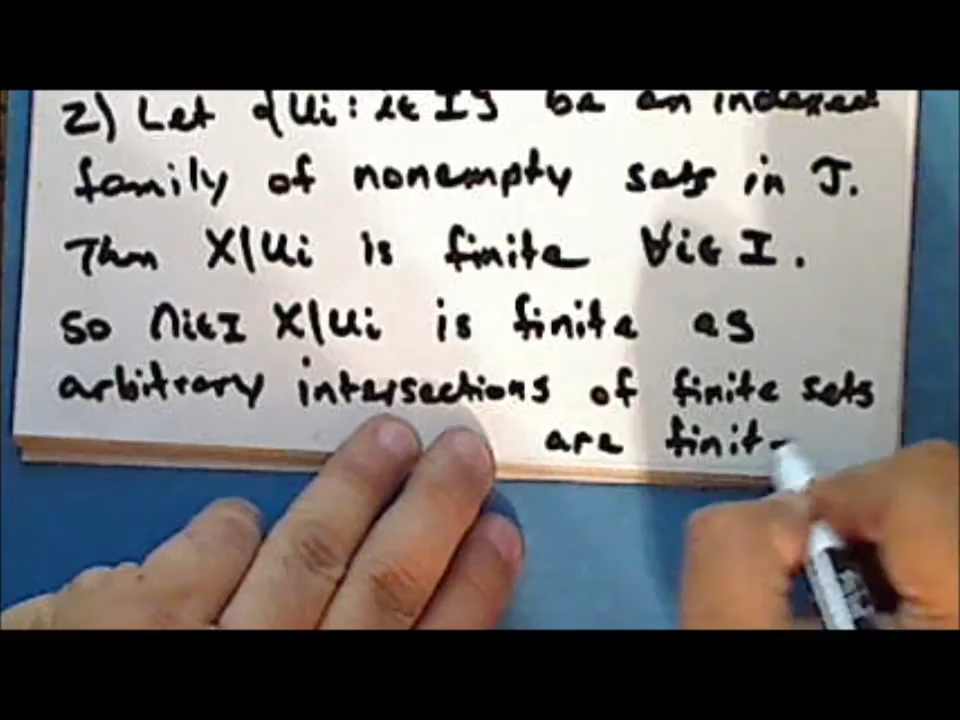 2) Let {Ui : i∈I} be an indexed
family of nonempty sets in J.
Then X\Ui is finite ∀i∈I.
So ∩i∈I X\Ui is finite as
arbitrary intersections of finite sets
are finit